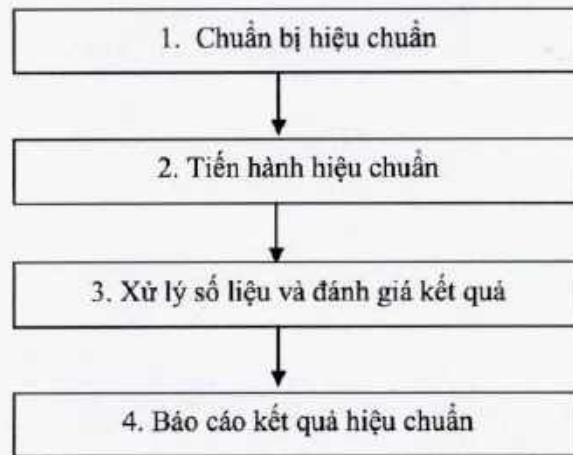 1. Chuẩn bị hiệu chuẩn
2. Tiến hành hiệu chuẩn
3. Xử lý số liệu và đánh giá kết quả
4. Báo cáo kết quả hiệu chuẩn